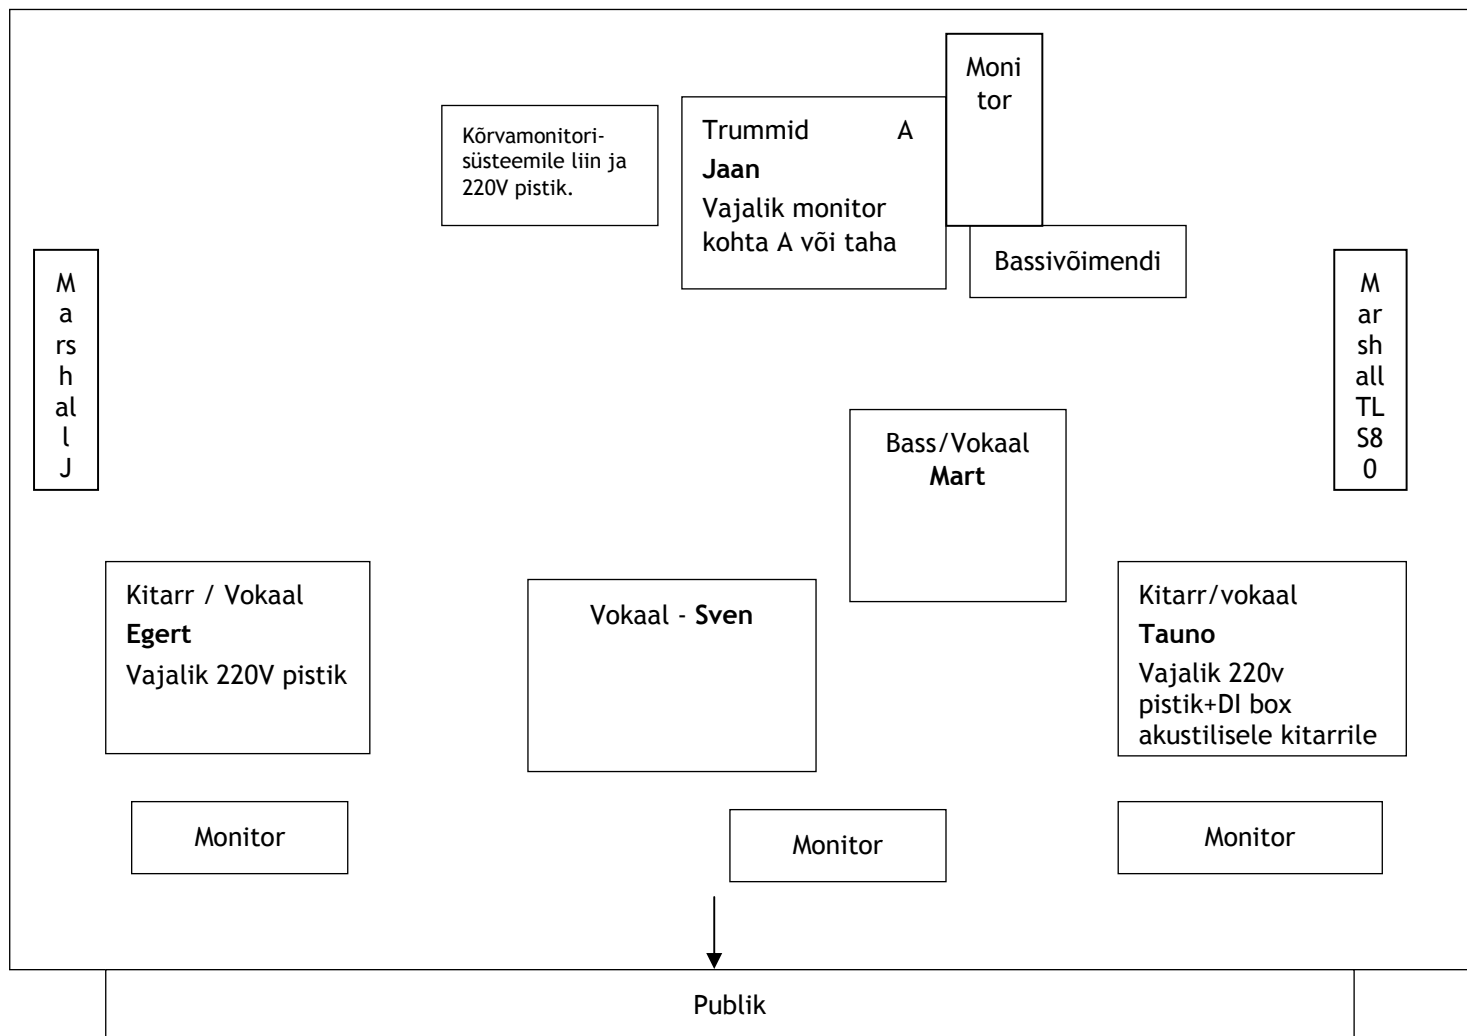 Moni
tor
Kõrvamonitori-
süsteemile liin ja
220V pistik.
Trummid A
Jaan
Vajalik monitor
kohta A või taha
Bassivõimendi
M
a
rs
h
al
l
J
M
ar
sh
all
TL
S8
0
Bass/Vokaal
Mart
Kitarr / Vokaal
Egert
Vajalik 220V pistik
Vokaal - Sven
Kitarr/vokaal
Tauno
Vajalik 220v
pistik+DI box
akustilisele kitarrile
Monitor
Monitor
Monitor
Publik